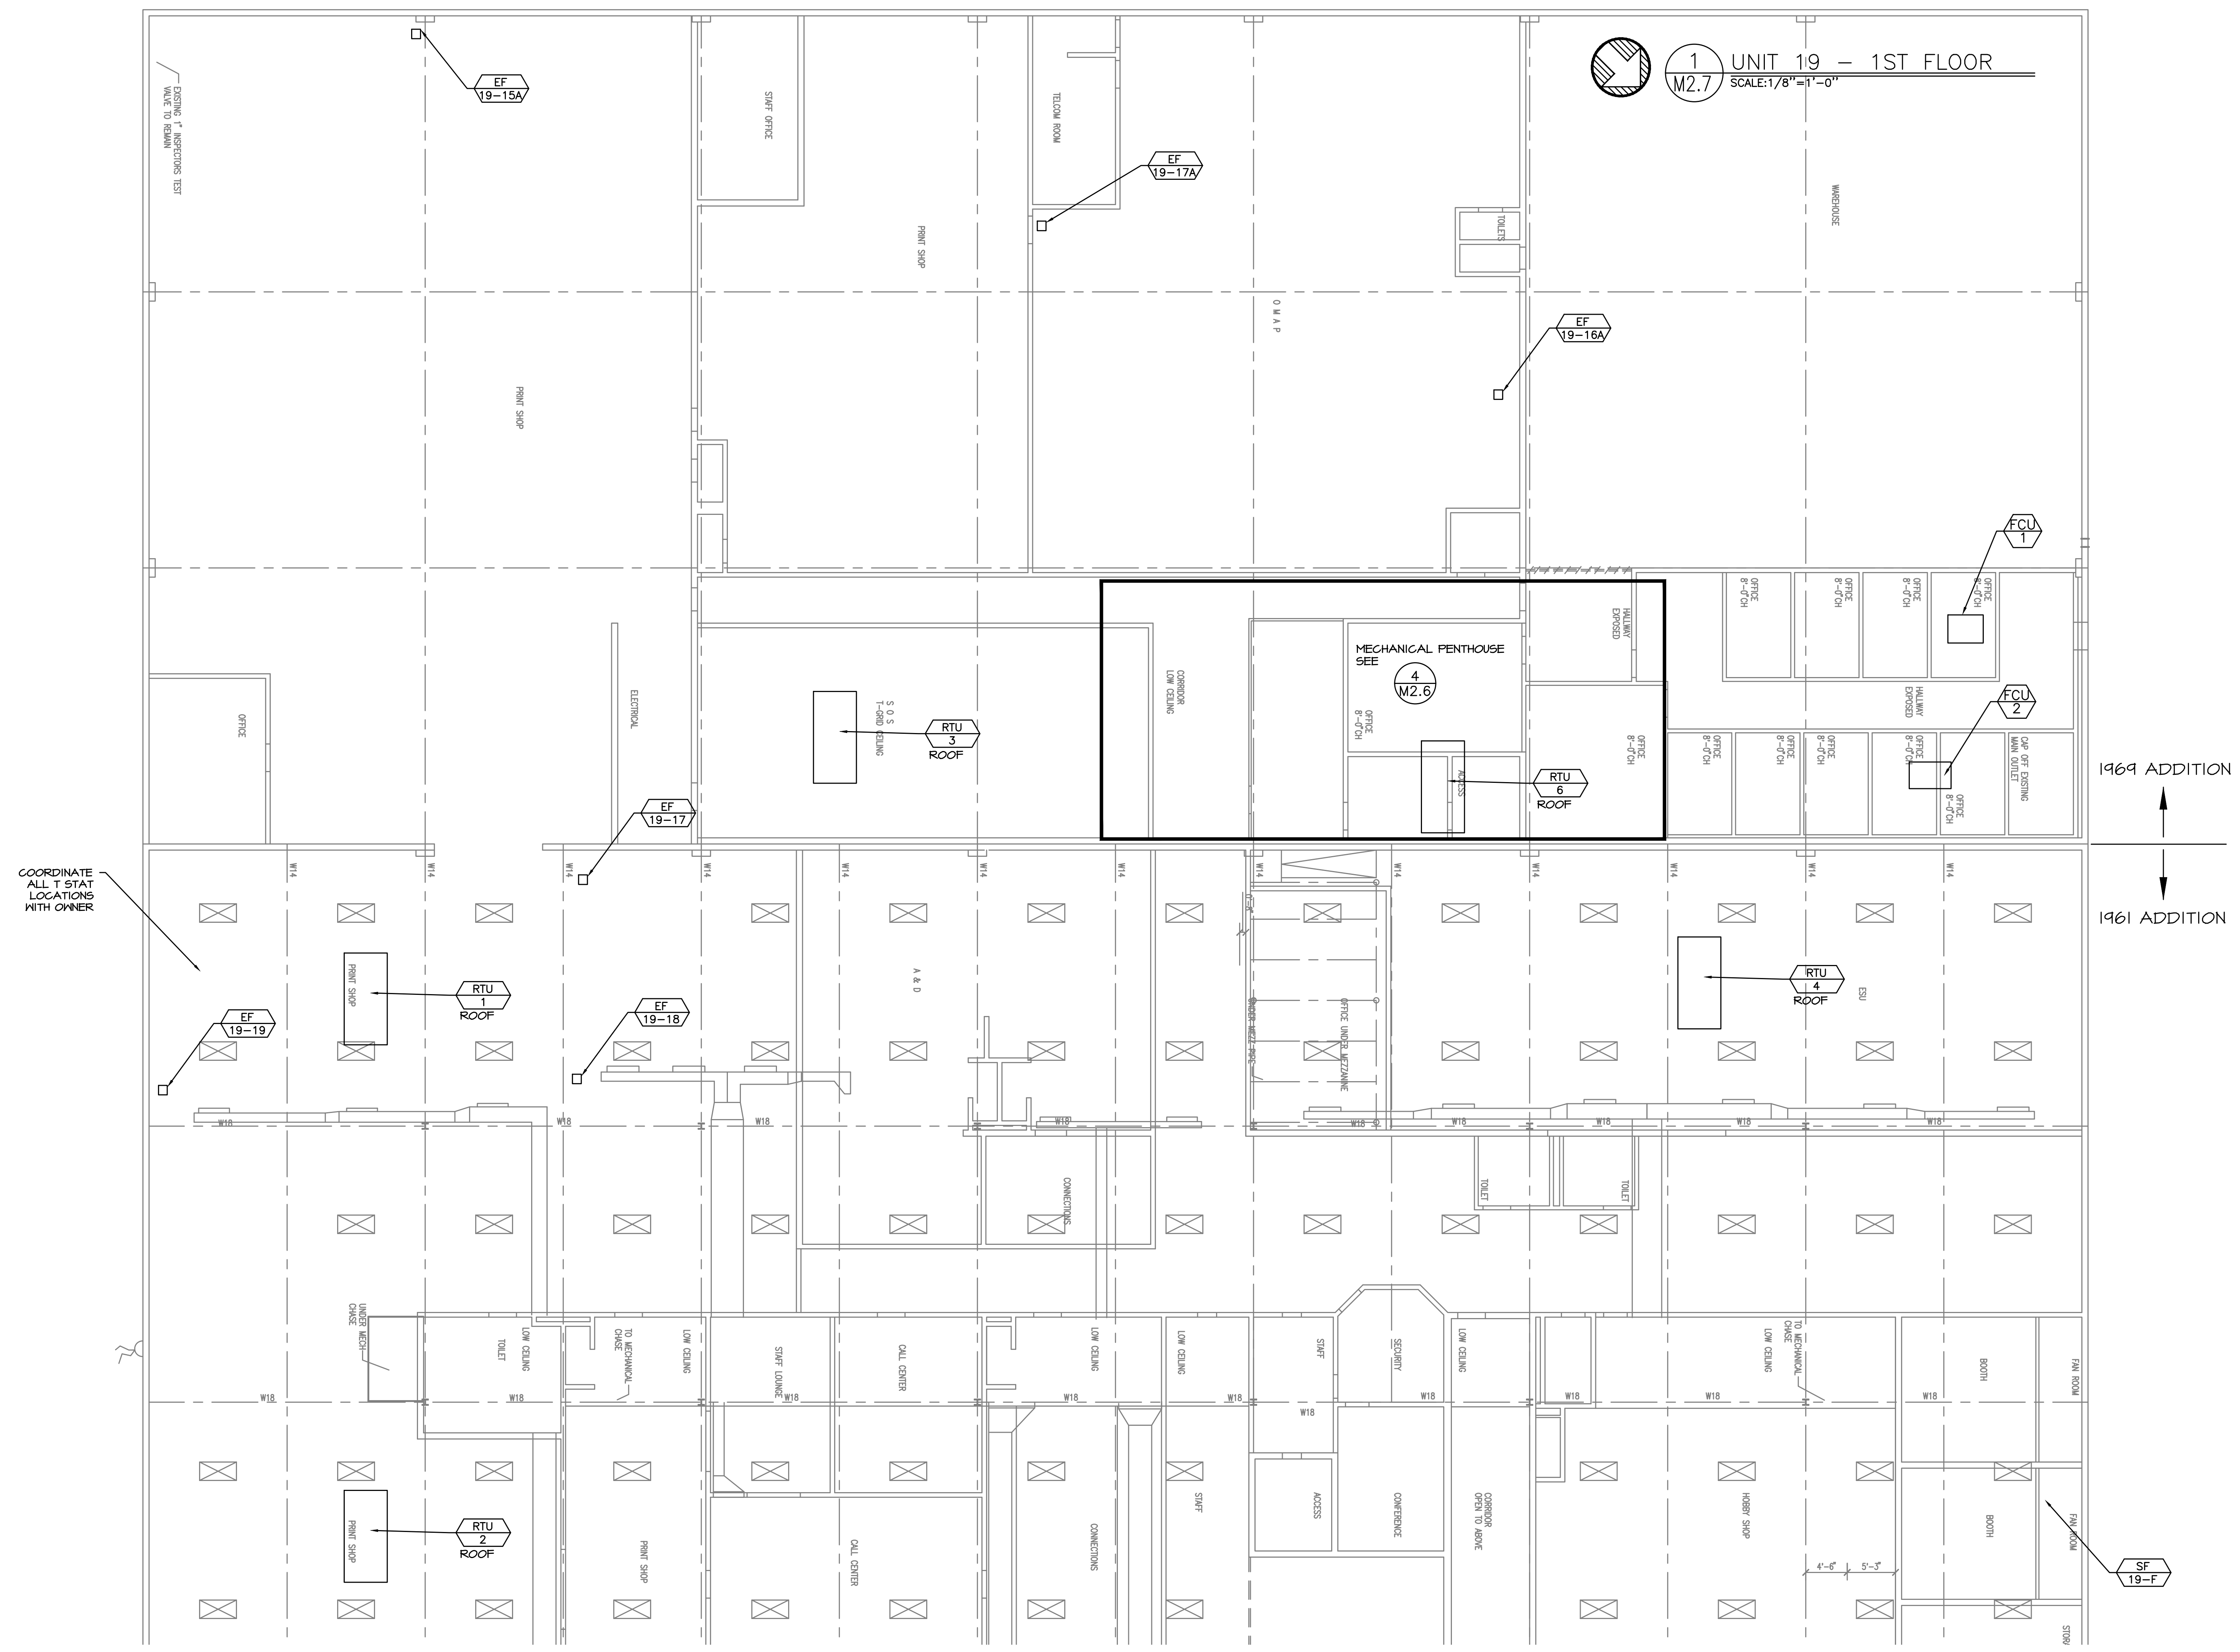 1
M2.7
UNIT 19 - 1ST FLOOR
SCALE:1/8"=1'-0"
EF
19-15A
EXISTING 1" INSPECTORS TEST
VALVE TO REMAIN
STAFF OFFICE
TELCOM ROOM
EF
19-17A
WAREHOUSE
TOILETS
PRINT SHOP
O M A P
EF
19-16A
PRINT SHOP
FCU
1
OFFICE
8'-0"CH
OFFICE
8'-0"CH
OFFICE
8'-0"CH
OFFICE
8'-0"CH
HALLWAY
EXPOSED
MECHANICAL PENTHOUSE
SEE
4
M2.6
CORRIDOR
LOW CEILING
HALLWAY
EXPOSED
FCU
2
ELECTRICAL
OFFICE
S O S
T-GRID CEILING
RTU
3
ROOF
OFFICE
8'-0"CH
OFFICE
8'-0"CH
OFFICE
8'-0"CH
OFFICE
8'-0"CH
OFFICE
8'-0"CH
OFFICE
8'-0"CH
CAP OFF EXISTING
MAIN OUTLET
OFFICE
8'-0"CH
ACCESS
RTU
6
ROOF
1969 ADDITION
EF
19-17
COORDINATE
ALL T STAT
LOCATIONS
WITH OWNER
W14
W14
W14
W14
W14
W14
W14
W14
W14
W14
W14
W14
W14
1961 ADDITION
PRINT SHOP
RTU
1
ROOF
EF
19-19
EF
19-18
A & D
UNDER MEZZ PIPE
OFFICE UNDER MEZZANINE
RTU
4
ROOF
ESU
W18
W18
W18
W18
W18
W18
W18
W18
W18
CONNECTIONS
TOILET
TOILET
UNDER MECH
CHASE
TOILET
LOW CEILING
TO MECHANICAL
CHASE
LOW CEILING
STAFF LOUNGE
CALL CENTER
LOW CEILING
LOW CEILING
STAFF
SECURITY
LOW CEILING
TO MECHANICAL
CHASE
LOW CEILING
BOOTH
FAN ROOM
W18
W18
W18
W18
W18
W18
W18
W18
W18
W18
PRINT SHOP
RTU
2
ROOF
PRINT SHOP
CALL CENTER
CONNECTIONS
STAFF
ACCESS
CONFERENCE
CORRIDOR
OPEN TO ABOVE
HOBBY SHOP
4'-6"
5'-3"
BOOTH
FAN ROOM
SF
19-F